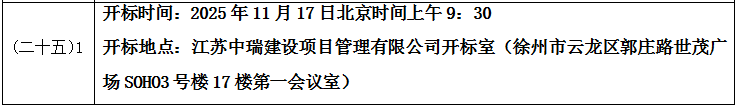 开标时间：2025年11月17日北京时间上午9：30
(二十五)1
开标地点：江苏中瑞建设项目管理有限公司开标室（徐州市云龙区郭庄路世茂广
场SOHO3号楼17楼第一会议室）